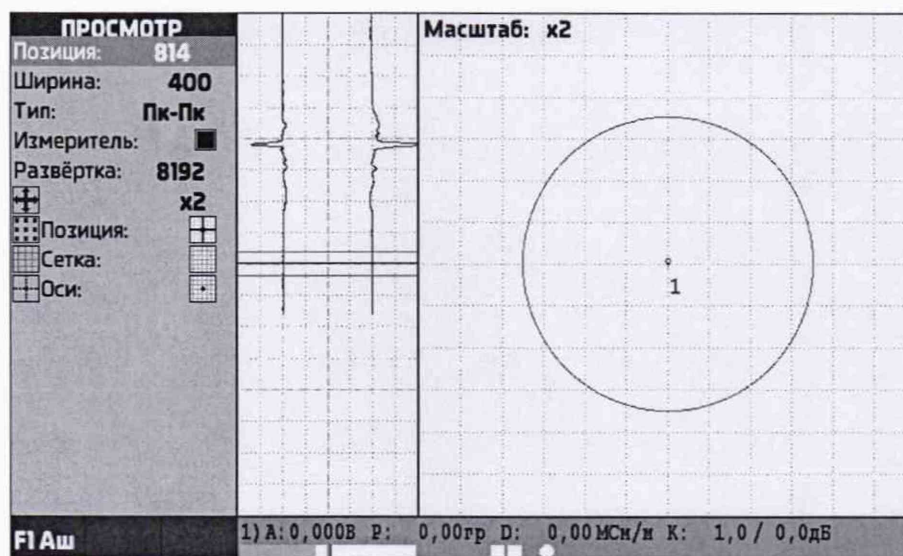 ПРОСМОТР
Позиция: 814
Ширина: 400
Тип: Пк-Пк
Измеритель:
Развёртка: 8192
x2
Позиция:
Сетка:
Оси:
Масштаб: x2
1
F1 Аш
1) А: 0,000В Р: 0,00гр D: 0,00 МСм/м К: 1,0 / 0,0дБ